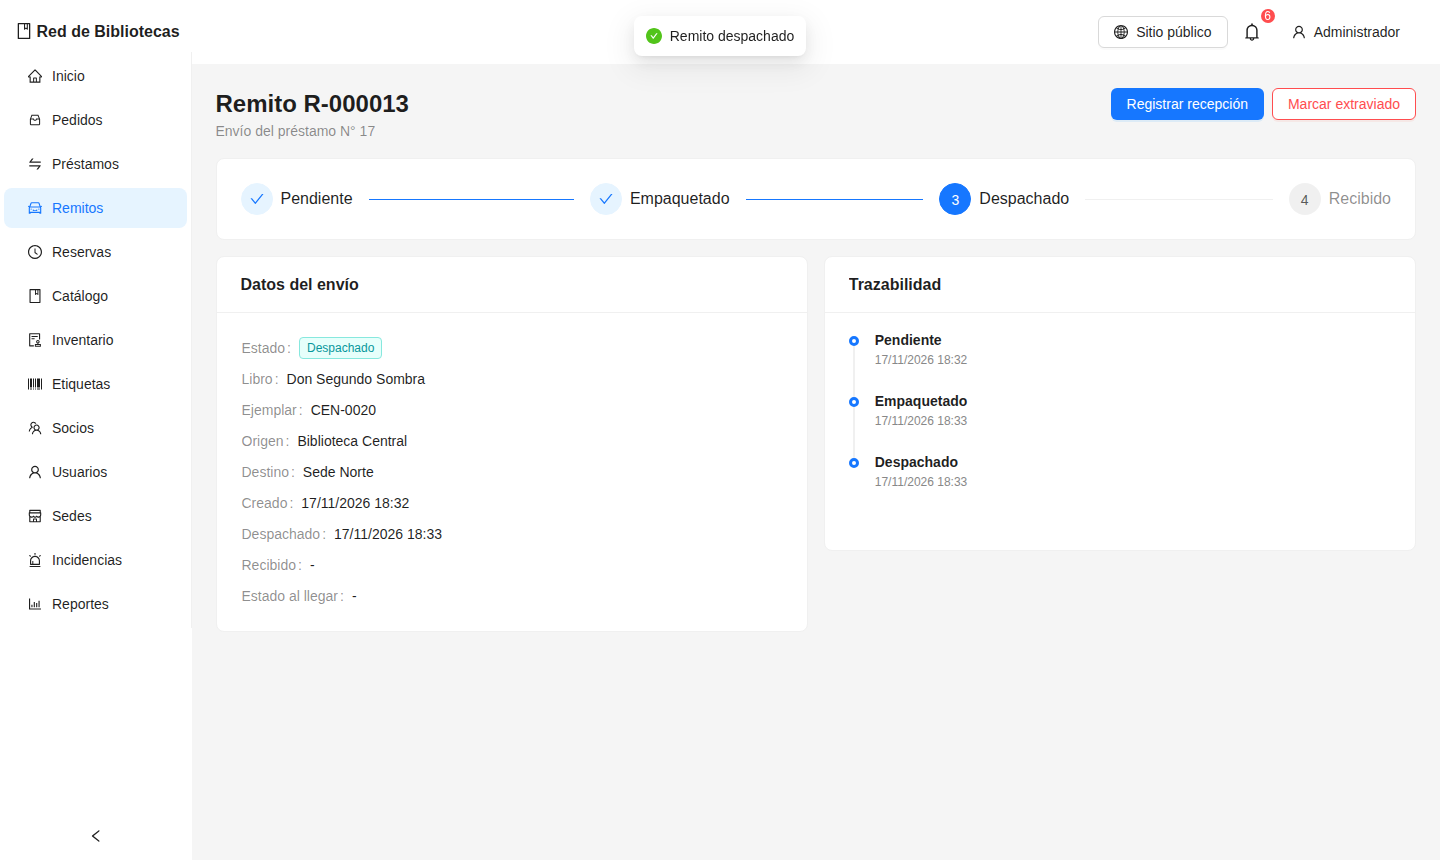 Red de Bibliotecas
Remito despachado
Sitio público
6
Administrador
Inicio
Pedidos
Préstamos
Remitos
Reservas
Catálogo
Inventario
Etiquetas
Socios
Usuarios
Sedes
Incidencias
Reportes
Remito R-000013
Envío del préstamo N° 17
Registrar recepción
Marcar extraviado
Pendiente
Empaquetado
3 Despachado
4 Recibido
Datos del envío
Estado: Despachado
Libro: Don Segundo Sombra
Ejemplar: CEN-0020
Origen: Biblioteca Central
Destino: Sede Norte
Creado: 17/11/2026 18:32
Despachado: 17/11/2026 18:33
Recibido: -
Estado al llegar: -
Trazabilidad
Pendiente
17/11/2026 18:32
Empaquetado
17/11/2026 18:33
Despachado
17/11/2026 18:33